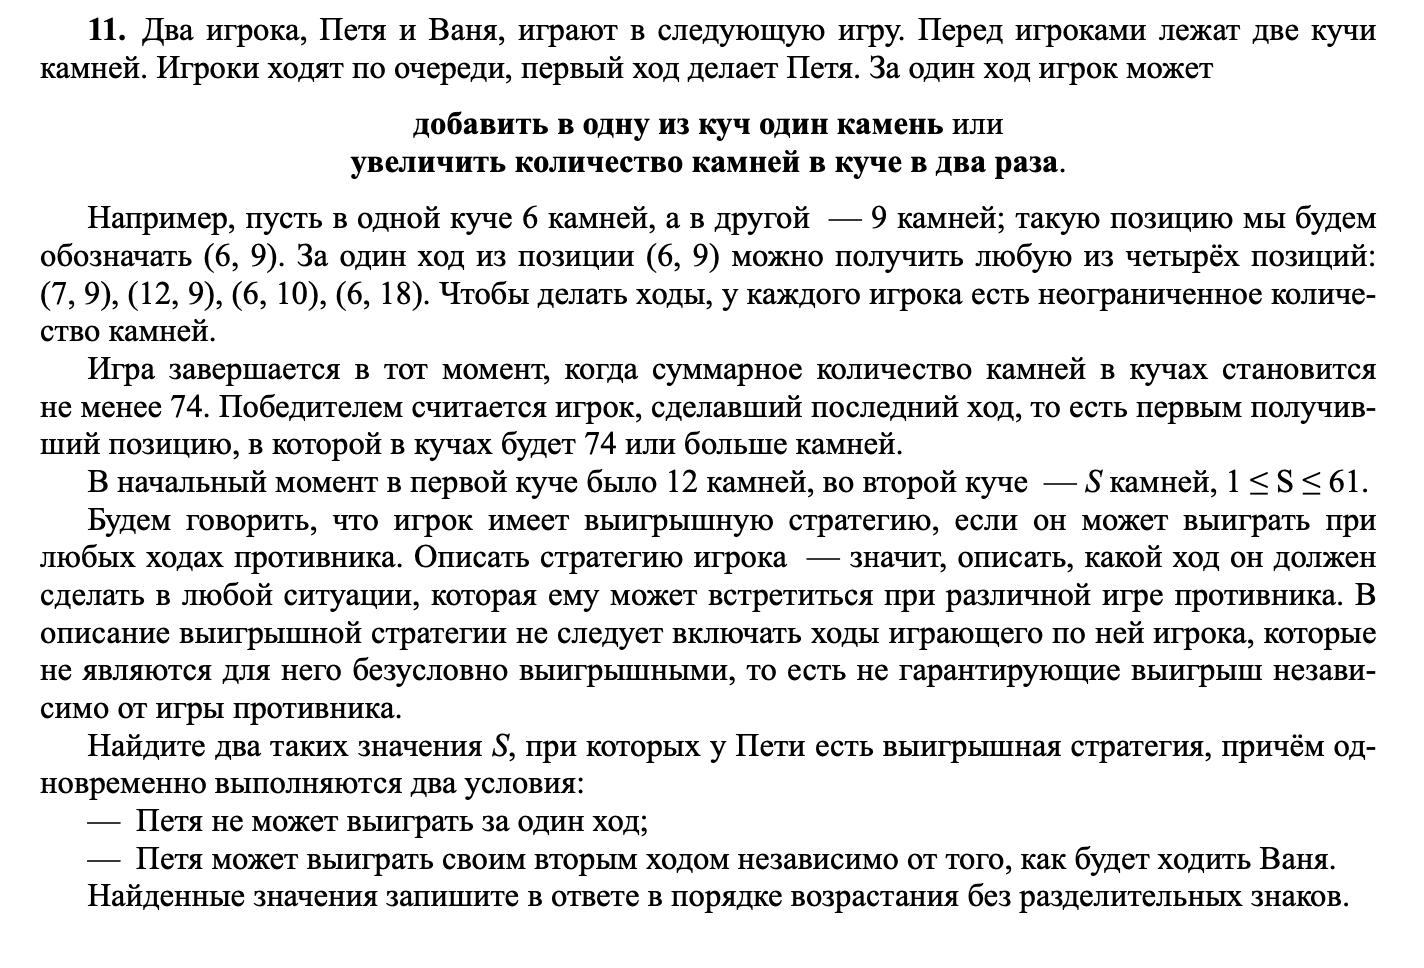 11. Два игрока, Петя и Ваня, играют в следующую игру. Перед игроками лежат две кучи
камней. Игроки ходят по очереди, первый ход делает Петя. За один ход игрок может
добавить в одну из куч один камень или
увеличить количество камней в куче в два раза.
Например, пусть в одной куче 6 камней, а в другой — 9 камней; такую позицию мы будем
обозначать (6, 9). За один ход из позиции (6, 9) можно получить любую из четырёх позиций:
(7, 9), (12, 9), (6, 10), (6, 18). Чтобы делать ходы, у каждого игрока есть неограниченное количе-
ство камней.
Игра завершается в тот момент, когда суммарное количество камней в кучах становится
не менее 74. Победителем считается игрок, сделавший последний ход, то есть первым получив-
ший позицию, в которой в кучах будет 74 или больше камней.
В начальный момент в первой куче было 12 камней, во второй куче — S камней, 1 ≤ S ≤ 61.
Будем говорить, что игрок имеет выигрышную стратегию, если он может выиграть при
любых ходах противника. Описать стратегию игрока — значит, описать, какой ход он должен
сделать в любой ситуации, которая ему может встретиться при различной игре противника. В
описание выигрышной стратегии не следует включать ходы играющего по ней игрока, которые
не являются для него безусловно выигрышными, то есть не гарантирующие выигрыш незави-
симо от игры противника.
Найдите два таких значения S, при которых у Пети есть выигрышная стратегия, причём од-
новременно выполняются два условия:
— Петя не может выиграть за один ход;
— Петя может выиграть своим вторым ходом независимо от того, как будет ходить Ваня.
Найденные значения запишите в ответе в порядке возрастания без разделительных знаков.